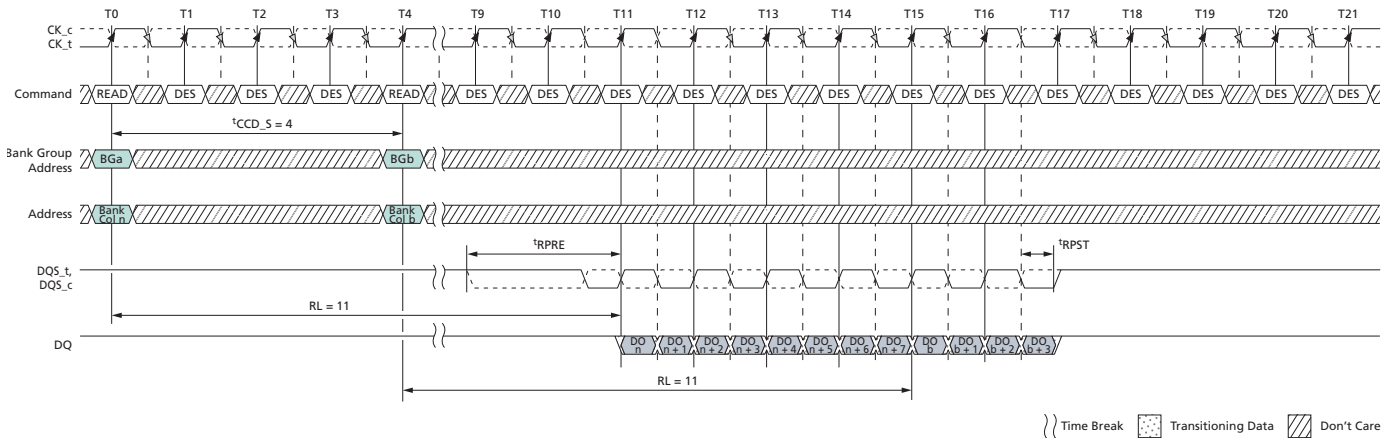 T0 T1 T2 T3 T4 T9 T10 T11 T12 T13 T14 T15 T16 T17 T18 T19 T20 T21
CK_c
CK_t
Command READ DES DES DES READ DES DES DES DES DES DES DES DES DES DES DES DES DES
tCCD_S = 4
Bank Group
Address BGa BGb
Address Bank Col n Bank Col b
tRPRE tRPST
DQS_t,
DQS_c
RL = 11
DQ DO n DO n + 1 DO n + 2 DO n + 3 DO n + 4 DO n + 5 DO n + 6 DO n + 7 DO b DO b + 1 DO b + 2 DO b + 3
RL = 11
Time Break Transitioning Data Don't Care